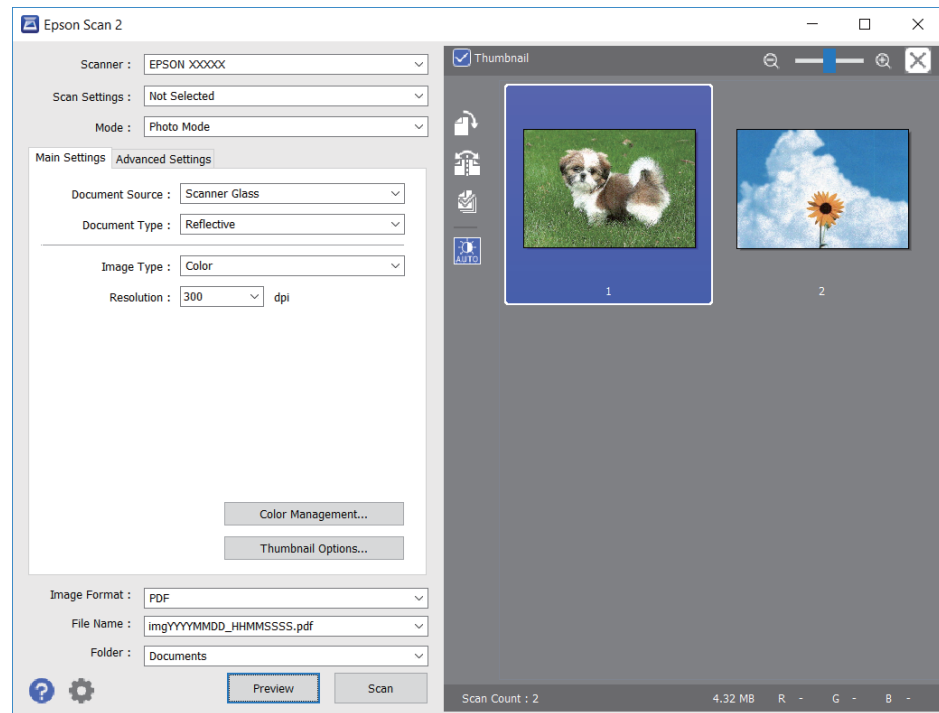 Epson Scan 2
Scanner : EPSON XXXXX
Scan Settings : Not Selected
Mode : Photo Mode
Main Settings Advanced Settings
Document Source : Scanner Glass
Document Type : Reflective
Image Type : Color
Resolution : 300 dpi
Color Management...
Thumbnail Options...
Image Format : PDF
File Name : imgYYYYMMDD_HHMMSSSS.pdf
Folder : Documents
Preview Scan
Thumbnail
AUTO
1 2
Scan Count : 2 4.32 MB R - G - B -